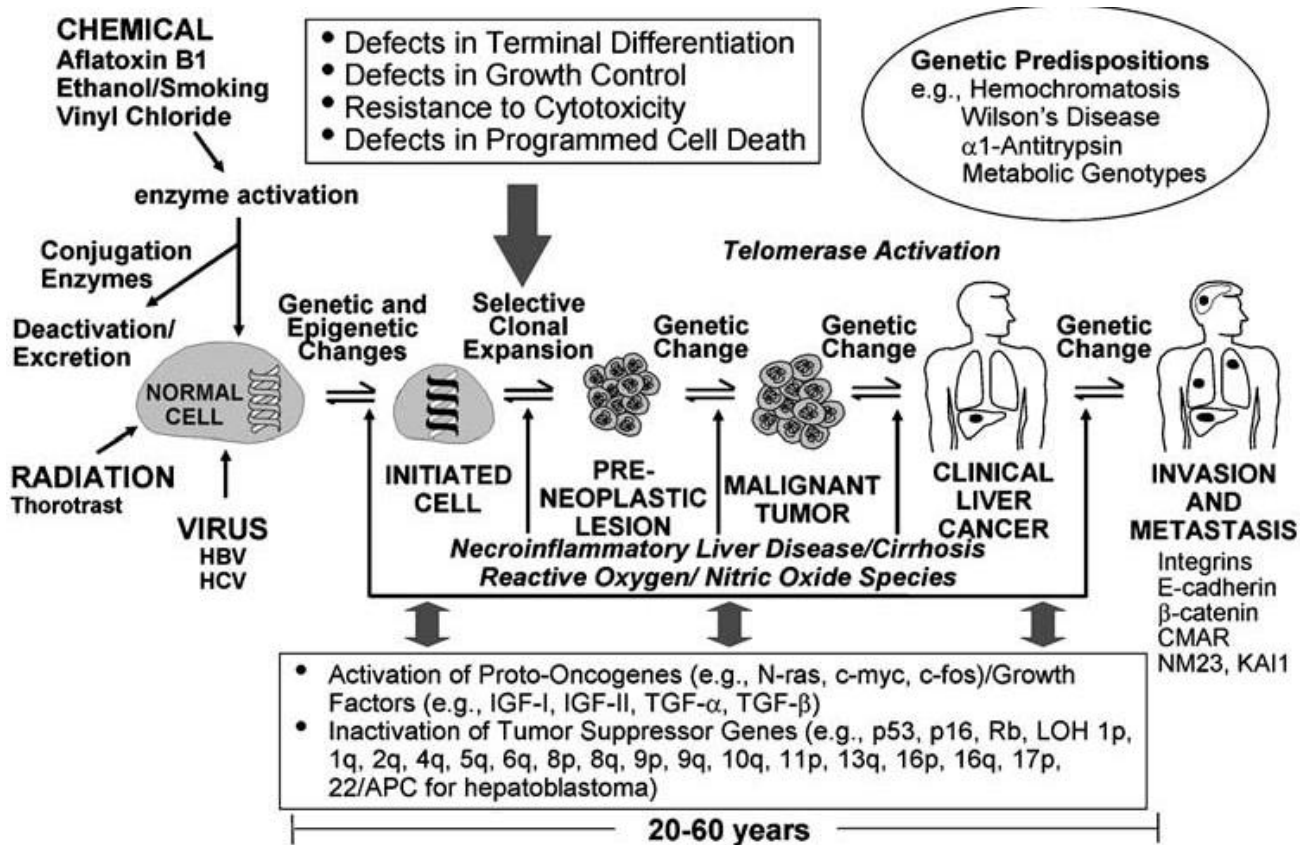 CHEMICAL
Aflatoxin B1
Ethanol/Smoking
Vinyl Chloride
enzyme activation
Conjugation
Enzymes
Deactivation/
Excretion
NORMAL
CELL
RADIATION
Thorotrast
VIRUS
HBV
HCV
• Defects in Terminal Differentiation
• Defects in Growth Control
• Resistance to Cytotoxicity
• Defects in Programmed Cell Death
Genetic Predispositions
e.g., Hemochromatosis
Wilson's Disease
α1-Antitrypsin
Metabolic Genotypes
Telomerase Activation
Genetic and
Epigenetic
Changes
Selective
Clonal
Expansion
Genetic
Change
Genetic
Change
Genetic
Change
INITIATED
CELL
PRE-
NEOPLASTIC
LESION
MALIGNANT
TUMOR
CLINICAL
LIVER
CANCER
INVASION
AND
METASTASIS
Integrins
E-cadherin
β-catenin
CMAR
NM23, KAI1
Necroinflammatory Liver Disease/Cirrhosis
Reactive Oxygen/ Nitric Oxide Species
• Activation of Proto-Oncogenes (e.g., N-ras, c-myc, c-fos)/Growth
Factors (e.g., IGF-I, IGF-II, TGF-α, TGF-β)
• Inactivation of Tumor Suppressor Genes (e.g., p53, p16, Rb, LOH 1p,
1q, 2q, 4q, 5q, 6q, 8p, 8q, 9p, 9q, 10q, 11p, 13q, 16p, 16q, 17p,
22/APC for hepatoblastoma)
20-60 years